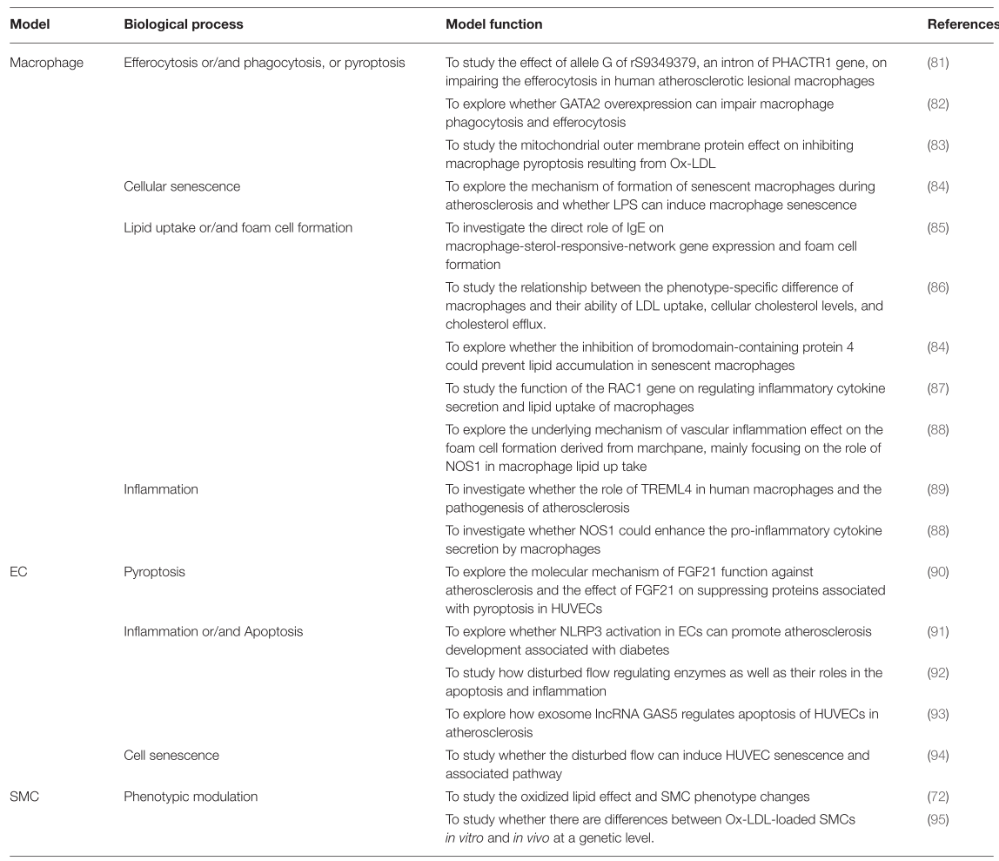 Model Biological process Model function References
Macrophage Efferocytosis or/and phagocytosis, or pyroptosis To study the effect of allele G of rS9349379, an intron of PHACTR1 gene, on (81)
impairing the efferocytosis in human atherosclerotic lesional macrophages
To explore whether GATA2 overexpression can impair macrophage (82)
phagocytosis and efferocytosis
To study the mitochondrial outer membrane protein effect on inhibiting (83)
macrophage pyroptosis resulting from Ox-LDL
Cellular senescence To explore the mechanism of formation of senescent macrophages during (84)
atherosclerosis and whether LPS can induce macrophage senescence
Lipid uptake or/and foam cell formation To investigate the direct role of IgE on (85)
macrophage-sterol-responsive-network gene expression and foam cell
formation
To study the relationship between the phenotype-specific difference of (86)
macrophages and their ability of LDL uptake, cellular cholesterol levels, and
cholesterol efflux.
To explore whether the inhibition of bromodomain-containing protein 4 (84)
could prevent lipid accumulation in senescent macrophages
To study the function of the RAC1 gene on regulating inflammatory cytokine (87)
secretion and lipid uptake of macrophages
To explore the underlying mechanism of vascular inflammation effect on the (88)
foam cell formation derived from marchpane, mainly focusing on the role of
NOS1 in macrophage lipid up take
Inflammation To investigate whether the role of TREML4 in human macrophages and the (89)
pathogenesis of atherosclerosis
To investigate whether NOS1 could enhance the pro-inflammatory cytokine (88)
secretion by macrophages
EC Pyroptosis To explore the molecular mechanism of FGF21 function against (90)
atherosclerosis and the effect of FGF21 on suppressing proteins associated
with pyroptosis in HUVECs
Inflammation or/and Apoptosis To explore whether NLRP3 activation in ECs can promote atherosclerosis (91)
development associated with diabetes
To study how disturbed flow regulating enzymes as well as their roles in the (92)
apoptosis and inflammation
To explore how exosome lncRNA GAS5 regulates apoptosis of HUVECs in (93)
atherosclerosis
Cell senescence To study whether the disturbed flow can induce HUVEC senescence and (94)
associated pathway
SMC Phenotypic modulation To study the oxidized lipid effect and SMC phenotype changes (72)
To study whether there are differences between Ox-LDL-loaded SMCs (95)
in vitro and in vivo at a genetic level.